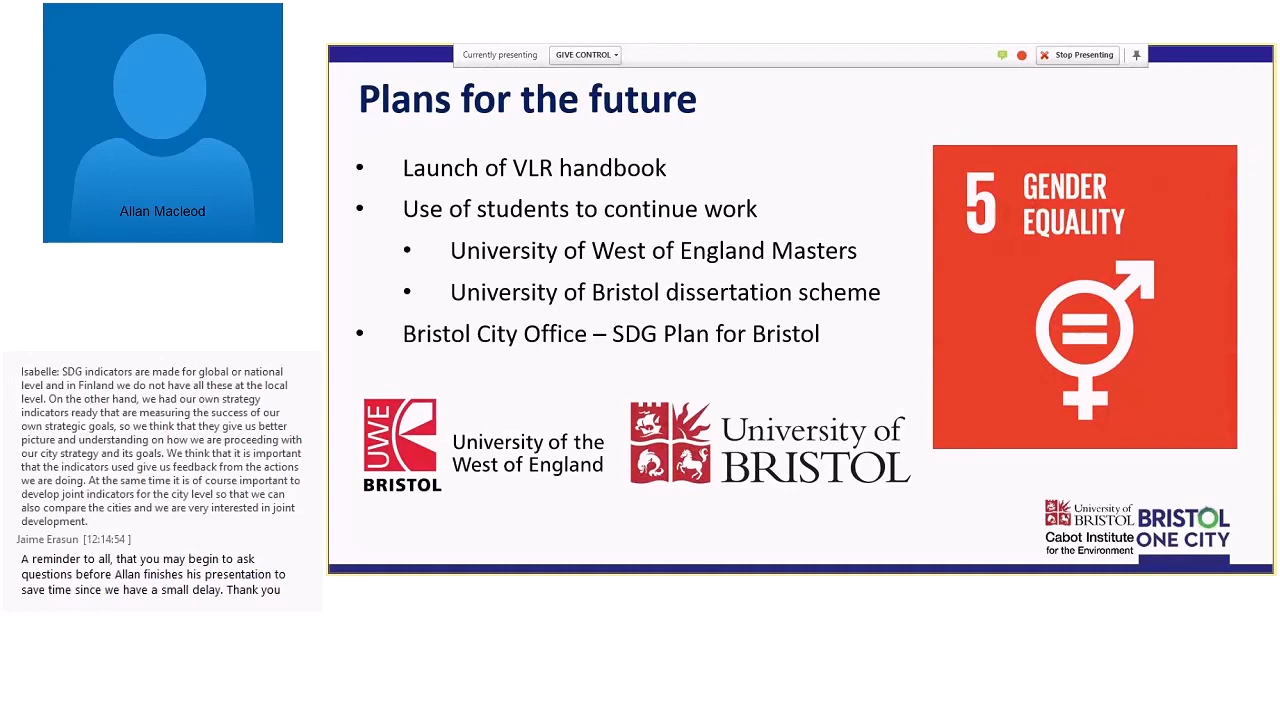 Allan Macleod
Isabelle: SDG indicators are made for global or national
level and in Finland we do not have all these at the local
level. On the other hand, we had our own strategy
indicators ready that are measuring the success of our
own strategic goals, so we think that they give us better
picture and understanding on how we are proceeding with
our city strategy and its goals. We think that it is important
that the indicators used give us feedback from the actions
we are doing. At the same time it is of course important to
develop joint indicators for the city level so that we can
also compare the cities and we are very interested in joint
development.
Jaime Erasun [12:14:54 ]
A reminder to all, that you may begin to ask
questions before Allan finishes his presentation to
save time since we have a small delay. Thank you
Currently presenting
GIVE CONTROL
Stop Presenting
Plans for the future
• Launch of VLR handbook
• Use of students to continue work
• University of West of England Masters
• University of Bristol dissertation scheme
• Bristol City Office – SDG Plan for Bristol
5 GENDER
EQUALITY
UWE
BRISTOL
University of the
West of England
University of
BRISTOL
University of
BRISTOL
Cabot Institute
for the Environment
BRISTOL
ONE CITY